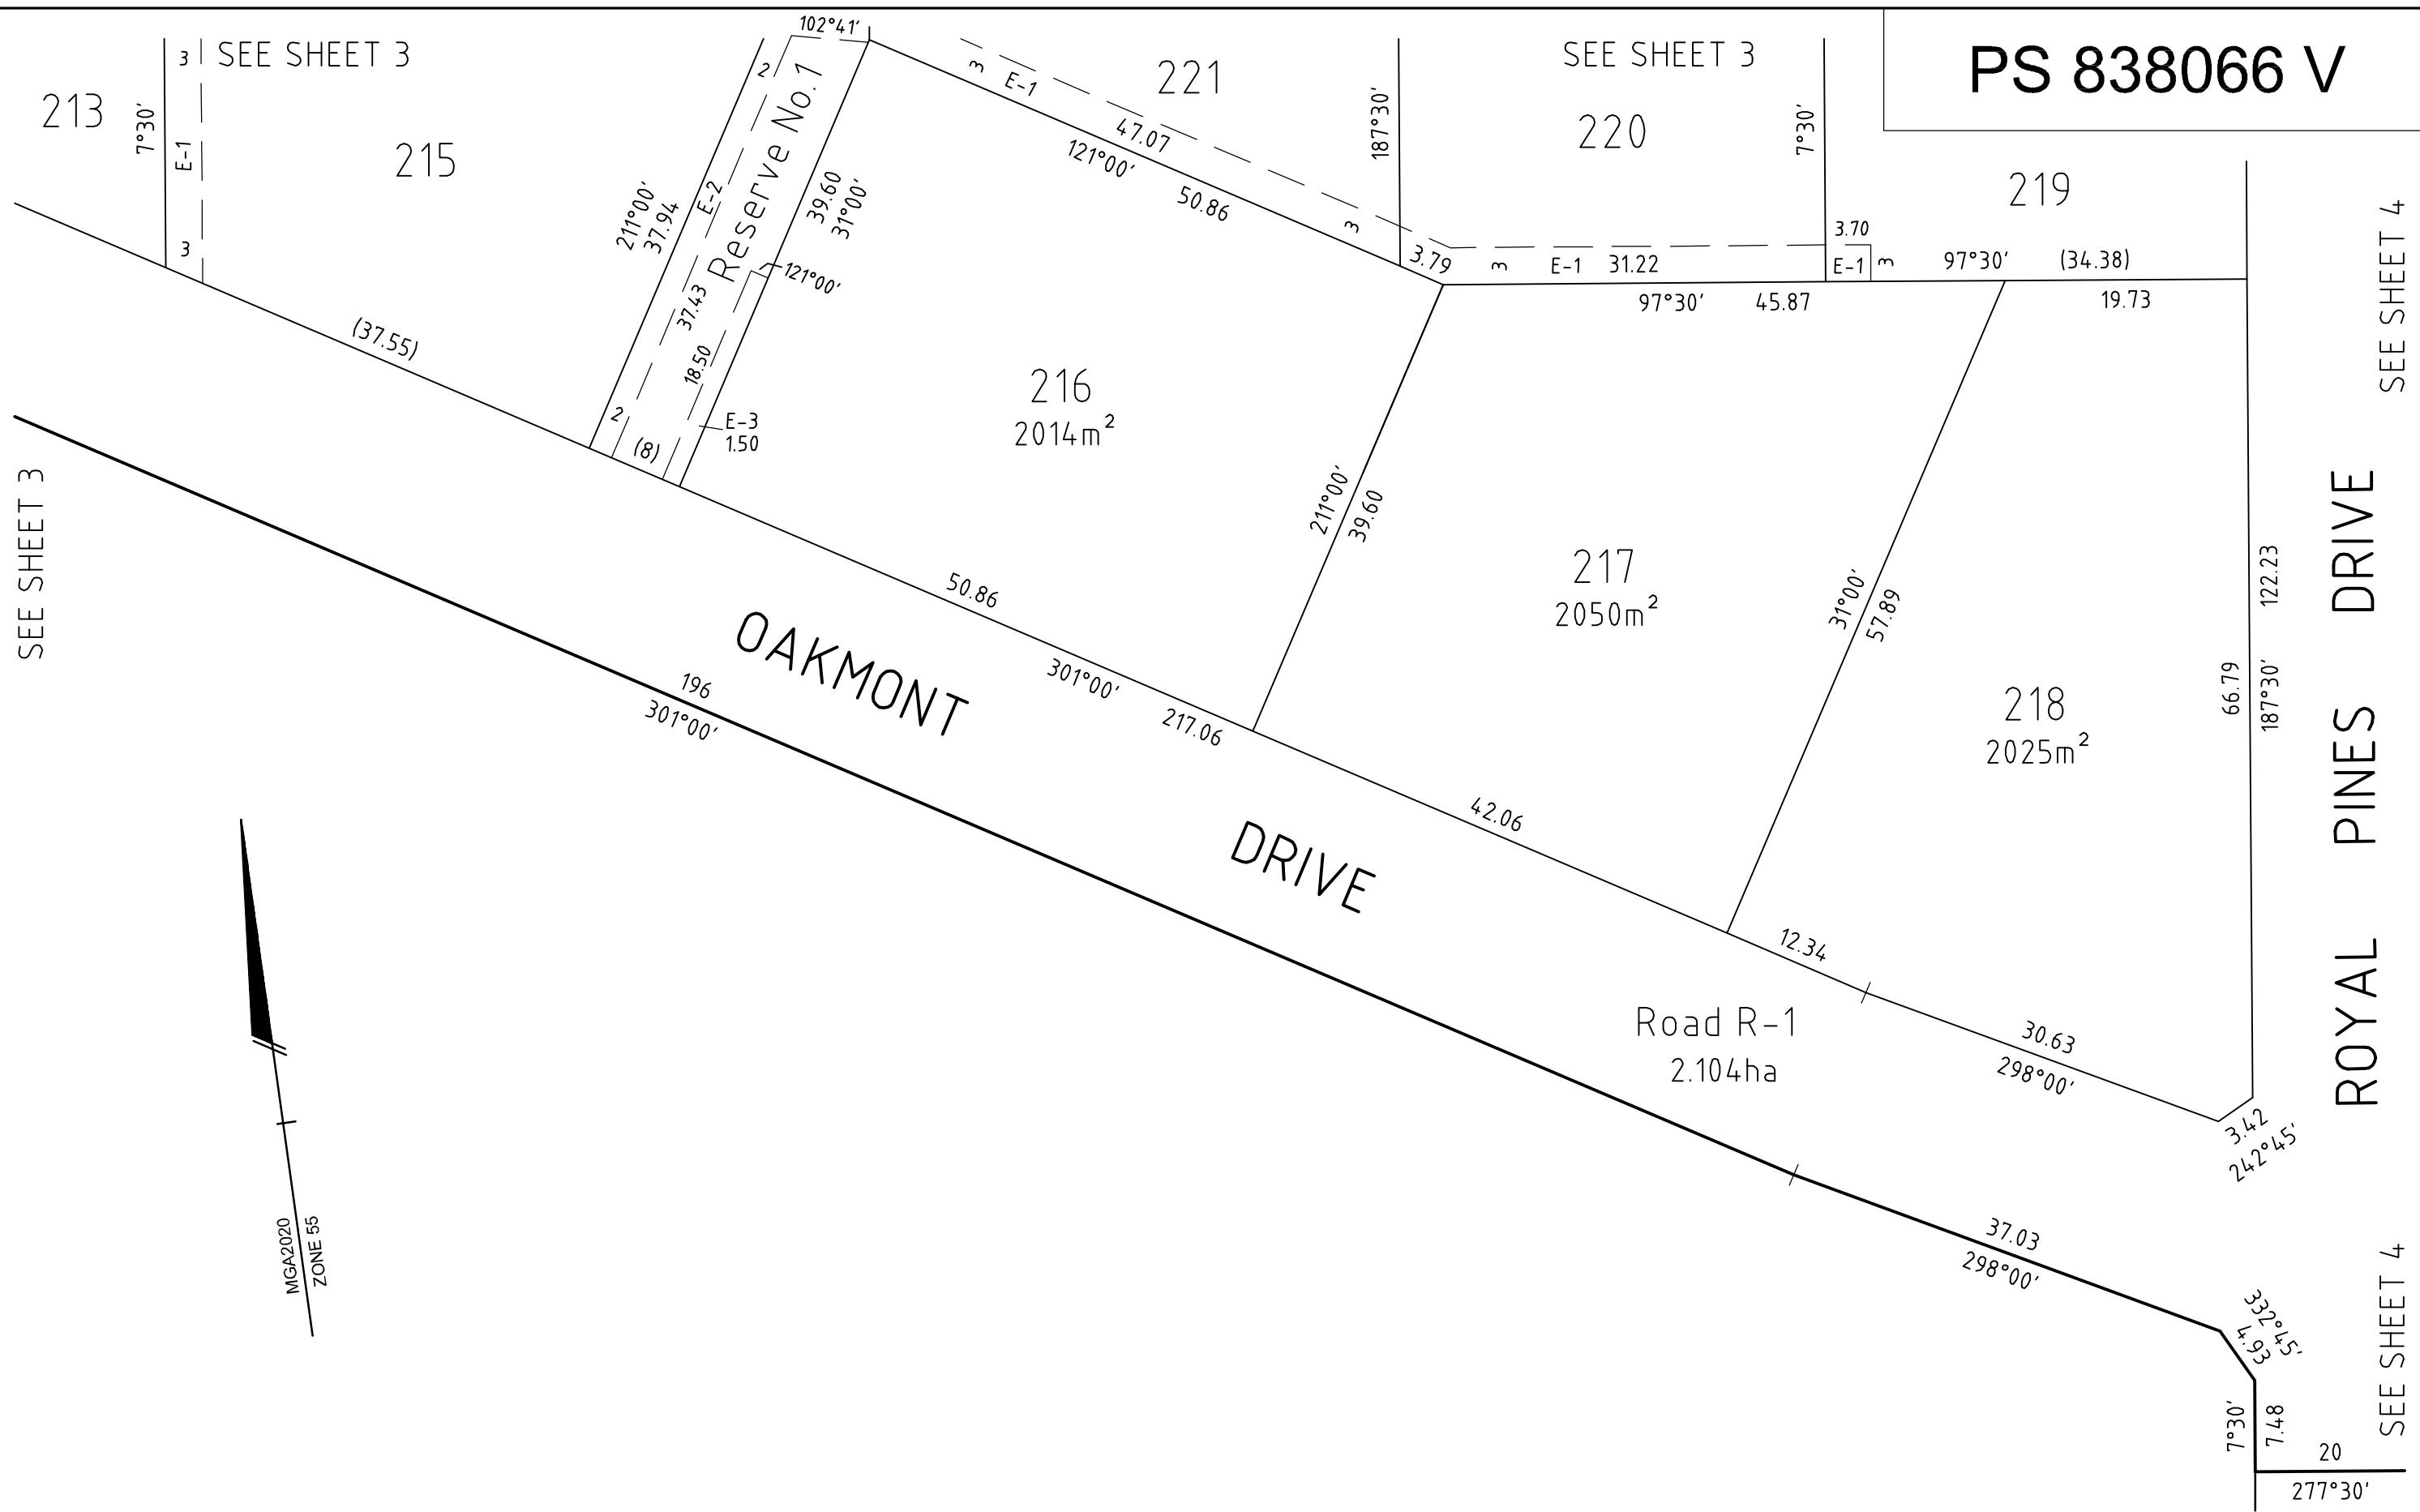 PS 838066 V
SEE SHEET 3
SEE SHEET 3
213
7°30'
3
E-1
3
215
(37.55)
102°41'
2
211°00'
37.94
E-2
Reserve No.1
39.60
31°00'
37.43
121°00'
18.50
2
(8)
E-3
1.50
221
3
E-1
47.07
121°00'
50.86
3
3.79
187°30'
220
7°30'
3
E-1
31.22
97°30'
45.87
219
3.70
E-1
3
97°30'
(34.38)
19.73
SEE SHEET 4
216
2014m²
211°00'
39.60
217
2050m²
31°00'
57.89
218
2025m²
66.79
122.23
187°30'
SEE SHEET 3
50.86
301°00'
217.06
42.06
12.34
30.63
298°00'
3.42
242°45'
OAKMONT
DRIVE
196
301°00'
Road R-1
2.104ha
ROYAL PINES DRIVE
37.03
298°00'
332°45'
4.93
7°30'
7.48
20
277°30'
SEE SHEET 4
MGA2020
ZONE 55